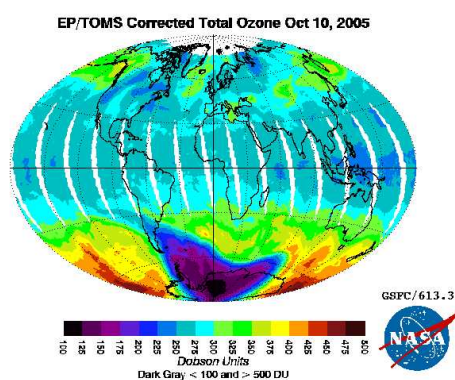 EP/TOMS Corrected Total Ozone Oct 10, 2005
GSFC/613.3
NASA
100 125 150 175 200 225 250 275 300 325 350 375 400 425 450 475 500
Dobson Units
Dark Gray < 100 and > 500 DU